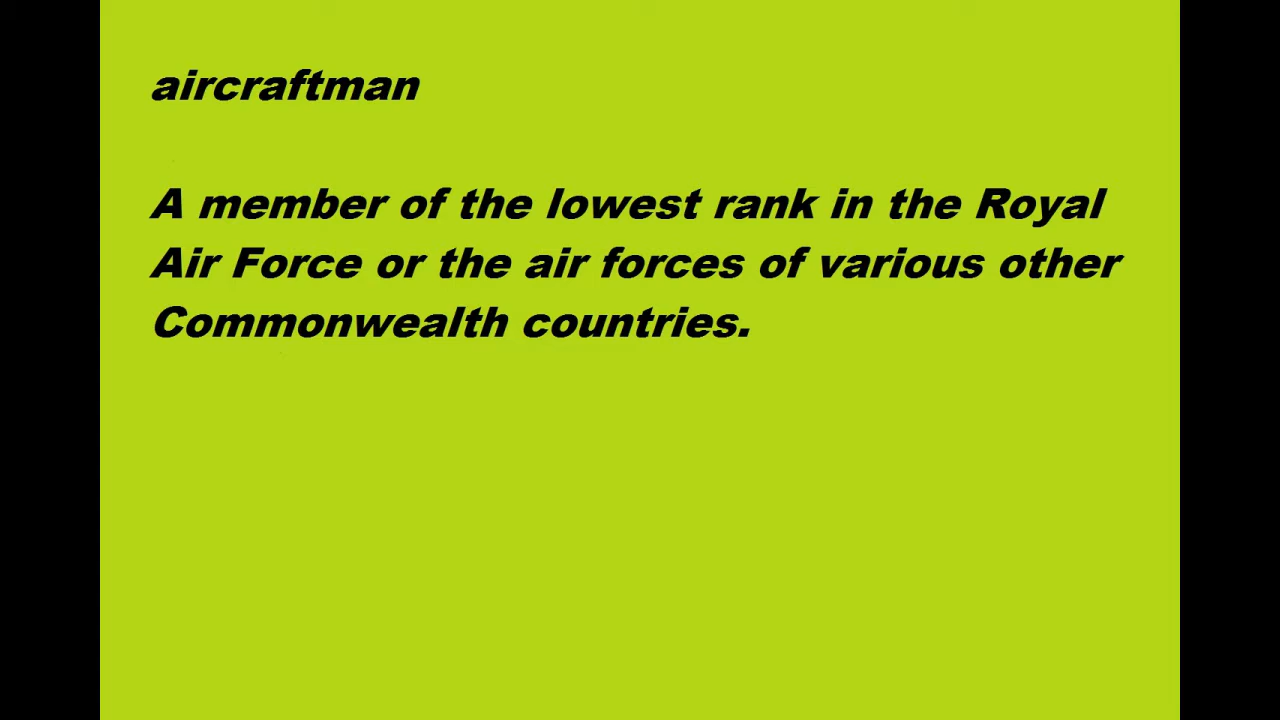 aircraftman
A member of the lowest rank in the Royal
Air Force or the air forces of various other
Commonwealth countries.